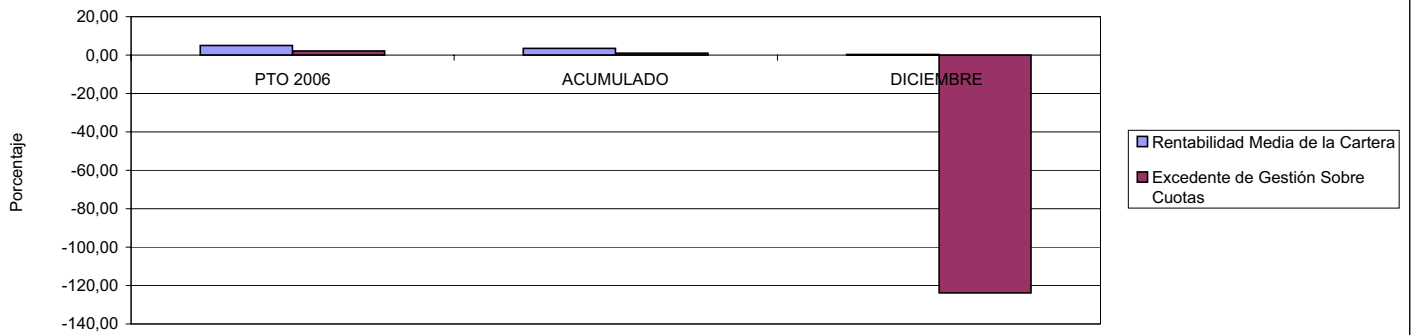 20,00
0,00
-20,00
-40,00
-60,00
-80,00
-100,00
-120,00
-140,00
Porcentaje
PTO 2006
ACUMULADO
DICIEMBRE
Rentabilidad Media de la Cartera
Excedente de Gestión Sobre
Cuotas